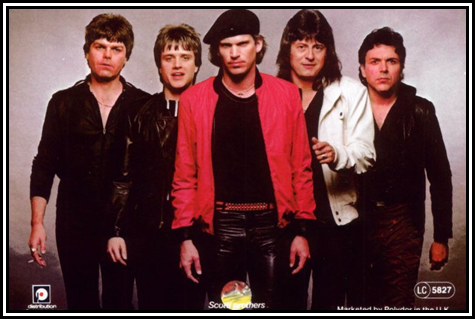 distribution
Scotti Brothers
LC 5827
Marketed by Polydor in the U.K.